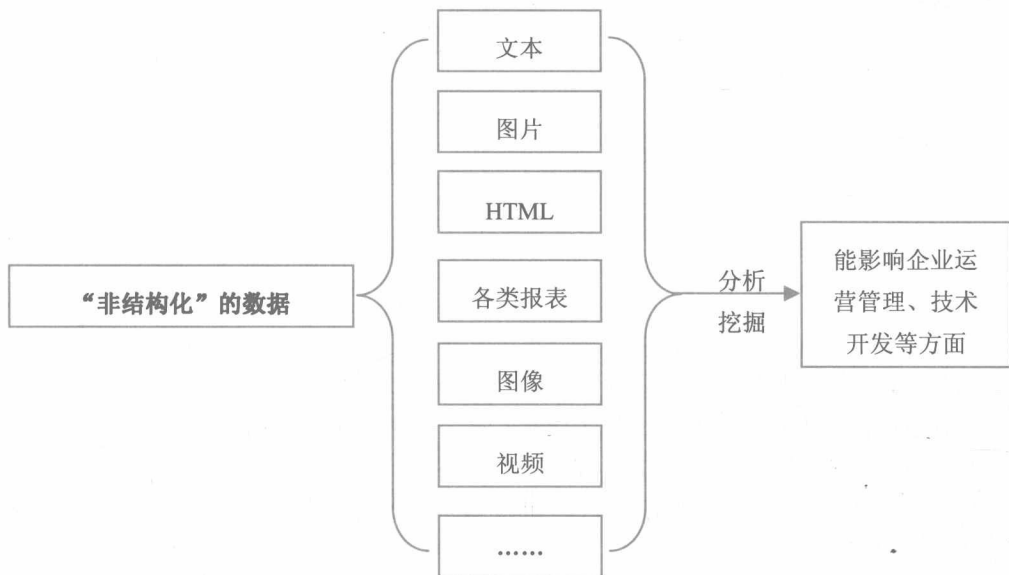 文本
图片
HTML
“非结构化”的数据
各类报表
分析
挖掘
能影响企业运
营管理、技术
开发等方面
图像
视频
……